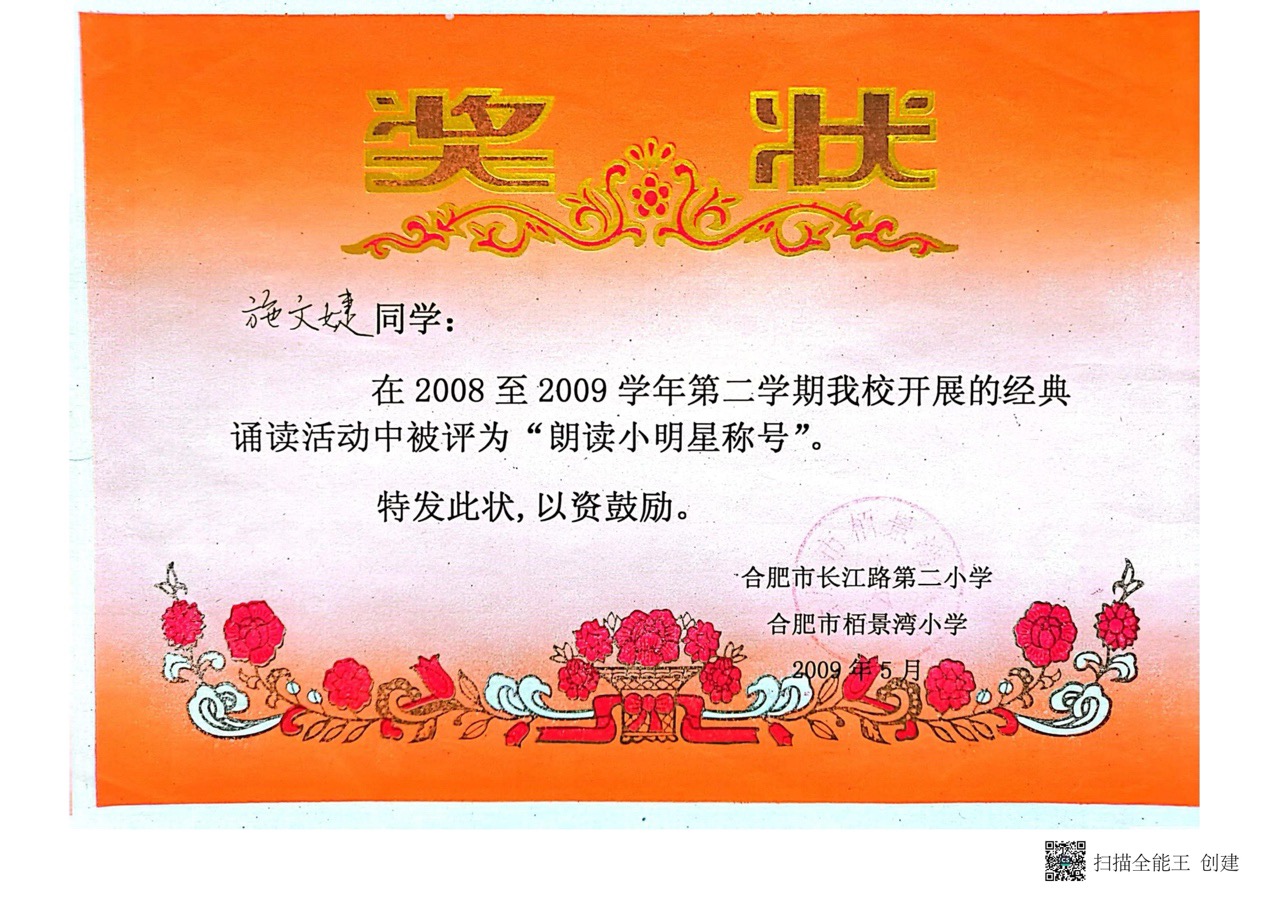 奖状
施文婕同学：
在 2008 至 2009 学年第二学期我校开展的经典
诵读活动中被评为“朗读小明星称号”。
特发此状，以资鼓励。
市栢景湾
合肥市长江路第二小学
合肥市栢景湾小学
2009 年 5 月
扫描全能王 创建